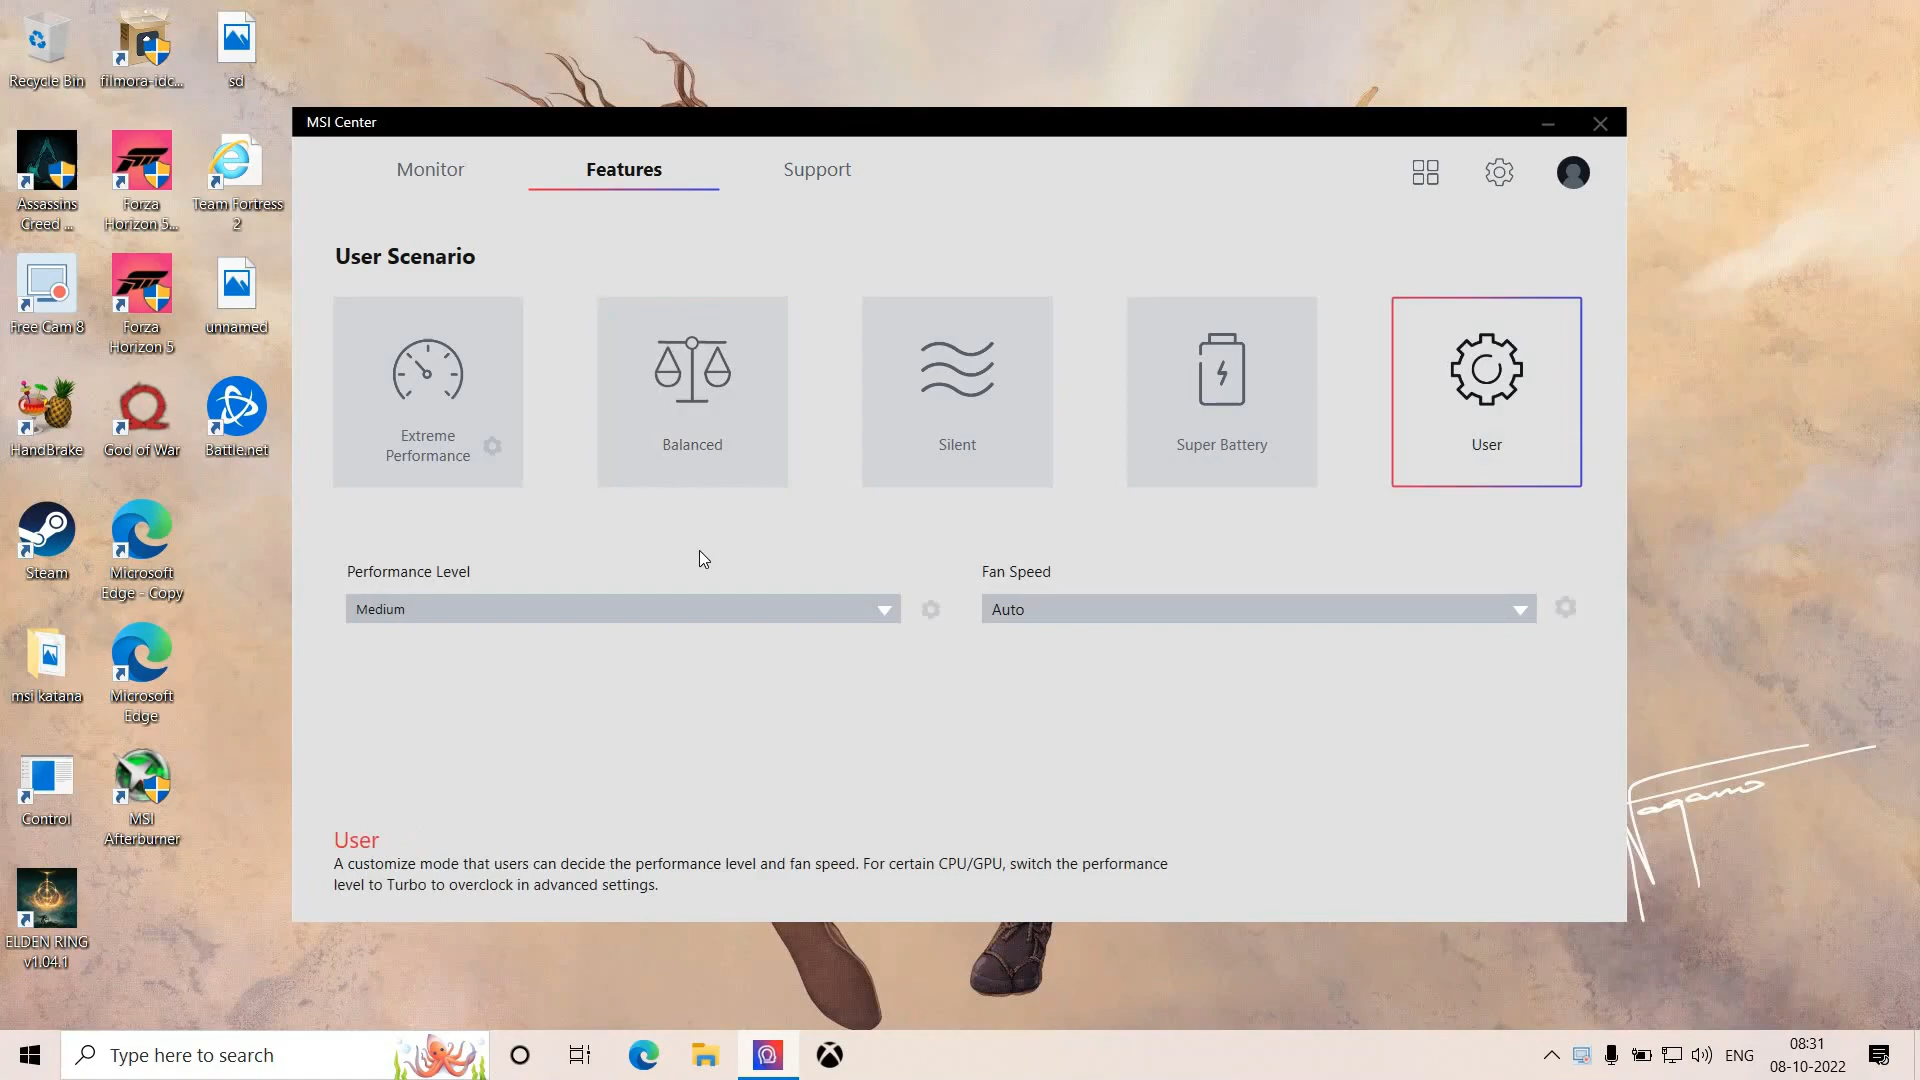 Recycle Bin
filmora-idc...
sd
Assassins
Creed ...
Forza
Horizon 5...
Team Fortress
2
Free Cam 8
Forza
Horizon 5
unnamed
HandBrake
God of War
Battle.net
Steam
Microsoft
Edge - Copy
msi katana
Microsoft
Edge
Control
MSI
Afterburner
ELDEN RING
v1.04.1
MSI Center
Monitor
Features
Support
User Scenario
Extreme
Performance
Balanced
Silent
Super Battery
User
Performance Level
Medium
Fan Speed
Auto
User
A customize mode that users can decide the performance level and fan speed. For certain CPU/GPU, switch the performance
level to Turbo to overclock in advanced settings.
Type here to search
ENG
08:31
08-10-2022